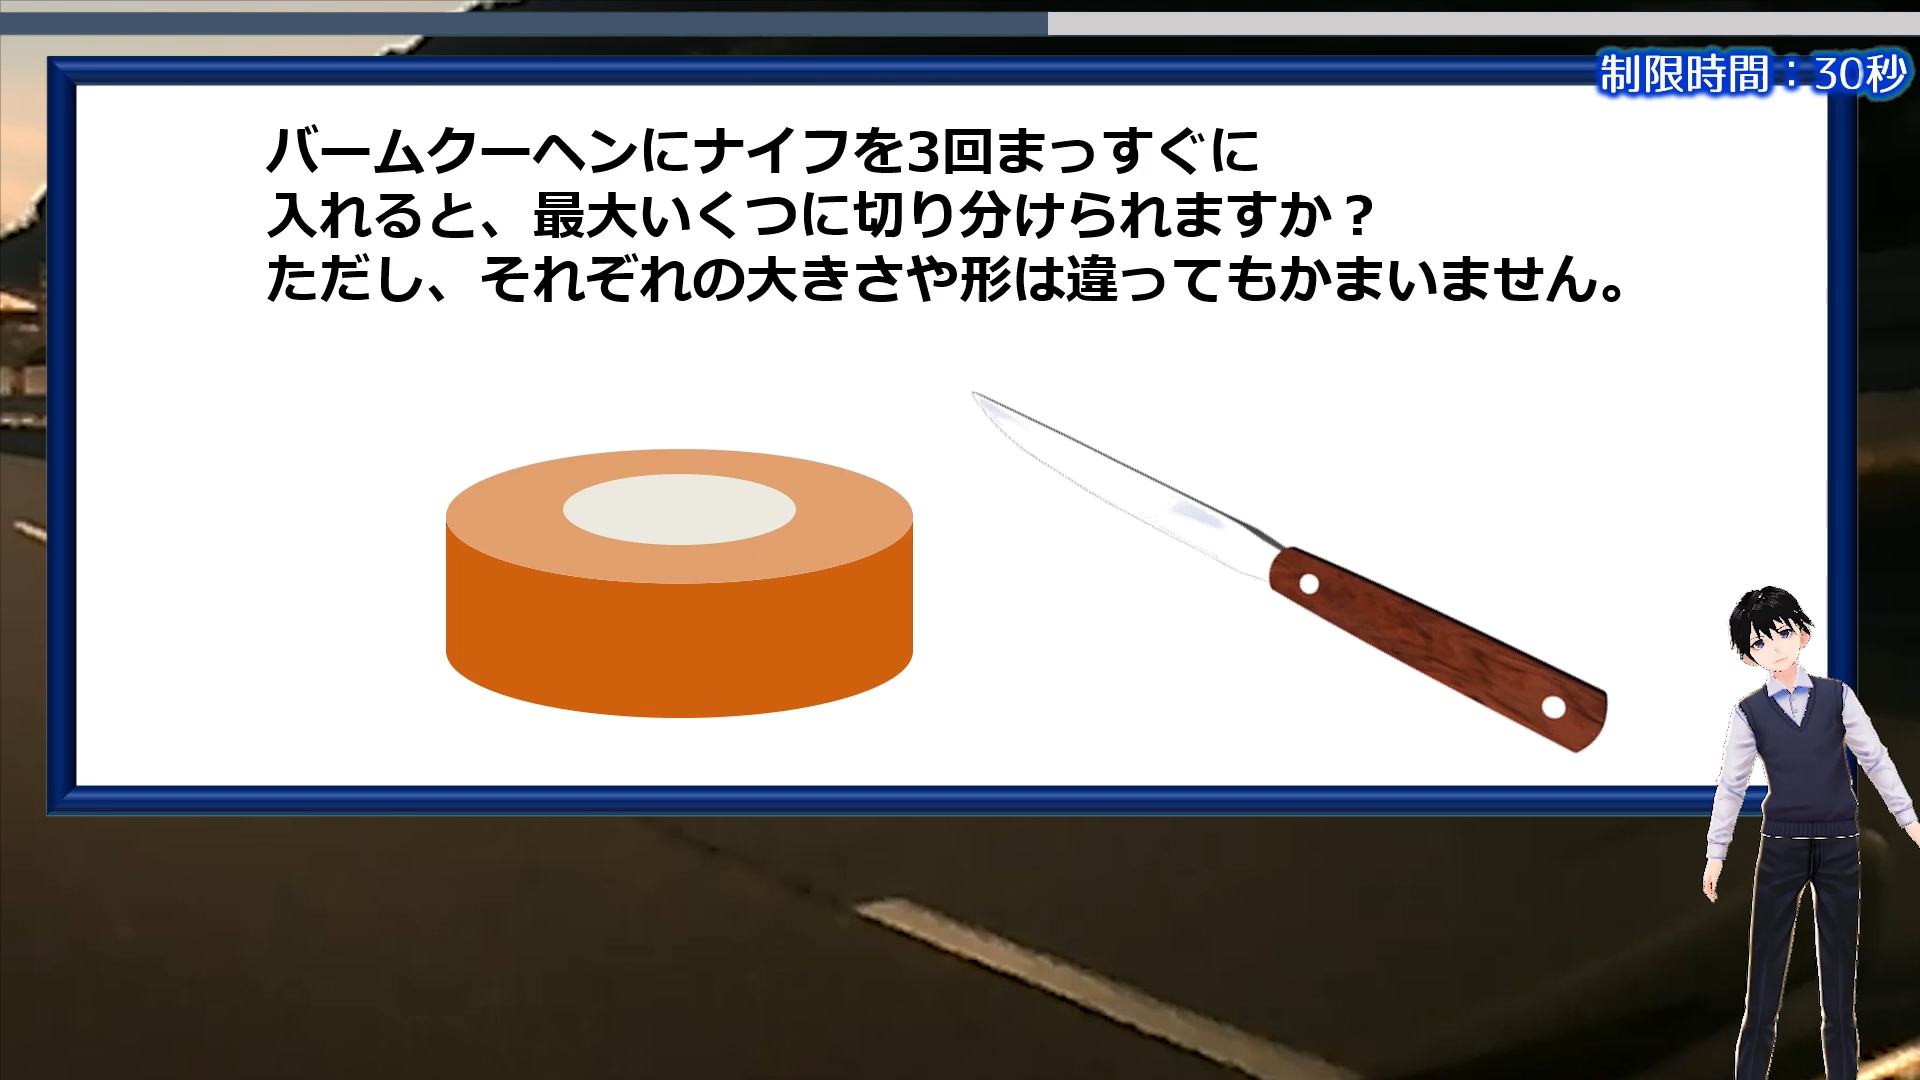 制限時間：30秒
バームクーヘンにナイフを3回まっすぐに
入れると、最大いくつに切り分けられますか？
ただし、それぞれの大きさや形は違ってもかまいません。